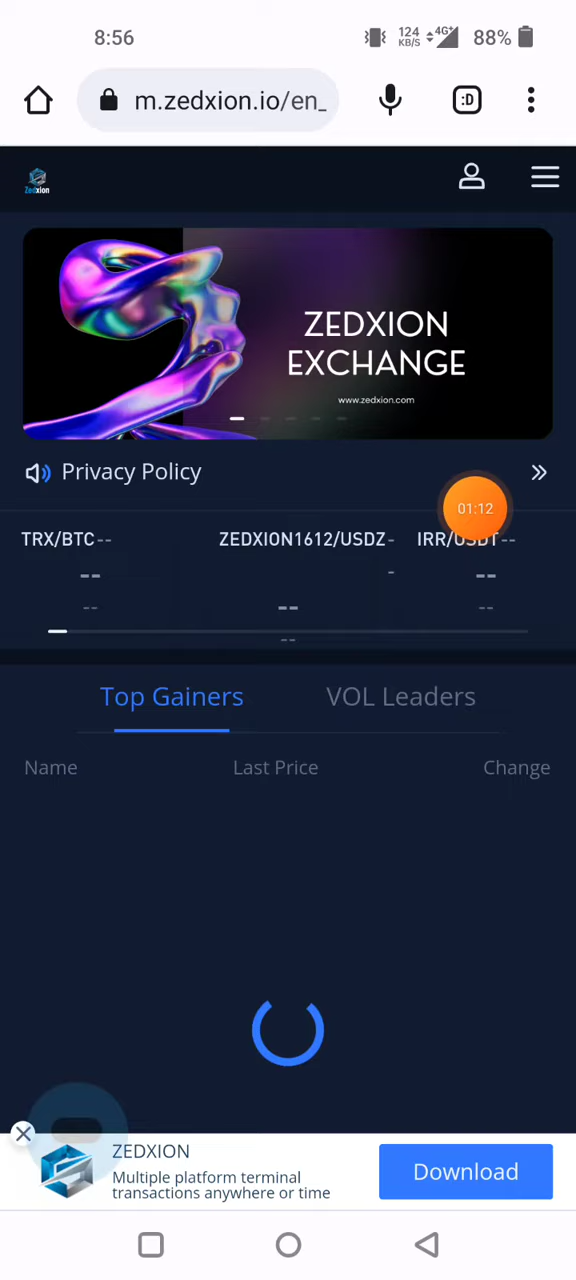 8:56
124
KB/S
4G+
88%
:D
m.zedxion.io/en_
Zedxion
ZEDXION
EXCHANGE
www.zedxion.com
Privacy Policy
01:12
TRX/BTC--
ZEDXION1612/USDZ--
IRR/USDT--
--
--
--
--
--
--
Top Gainers
VOL Leaders
Name
Last Price
Change
ZEDXION
Multiple platform terminal
transactions anywhere or time
Download